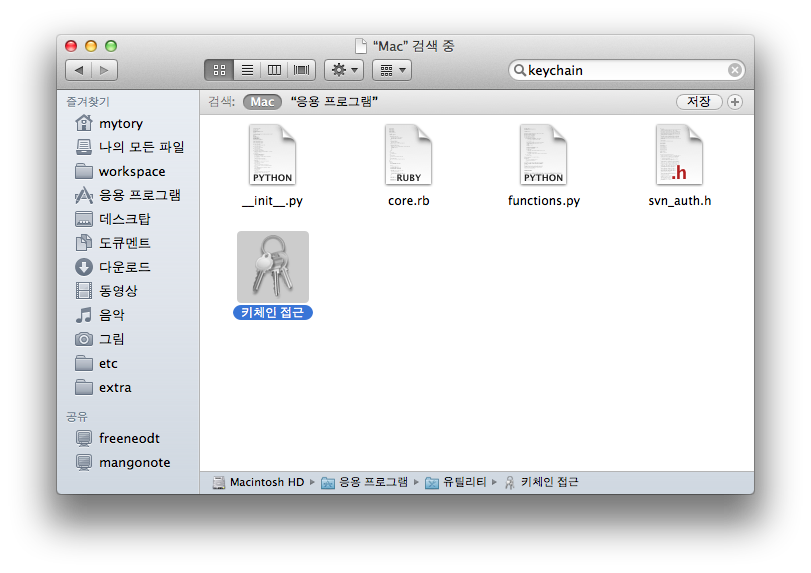 “Mac” 검색 중
keychain
즐겨찾기
mytory
나의 모든 파일
workspace
응용 프로그램
데스크탑
도큐멘트
다운로드
동영상
음악
그림
etc
extra
공유
freeneodt
mangonote
검색: Mac “응용 프로그램” 저장
PYTHON RUBY PYTHON .h
__init__.py core.rb functions.py svn_auth.h
키체인 접근
Macintosh HD ▸ 응용 프로그램 ▸ 유틸리티 ▸ 키체인 접근